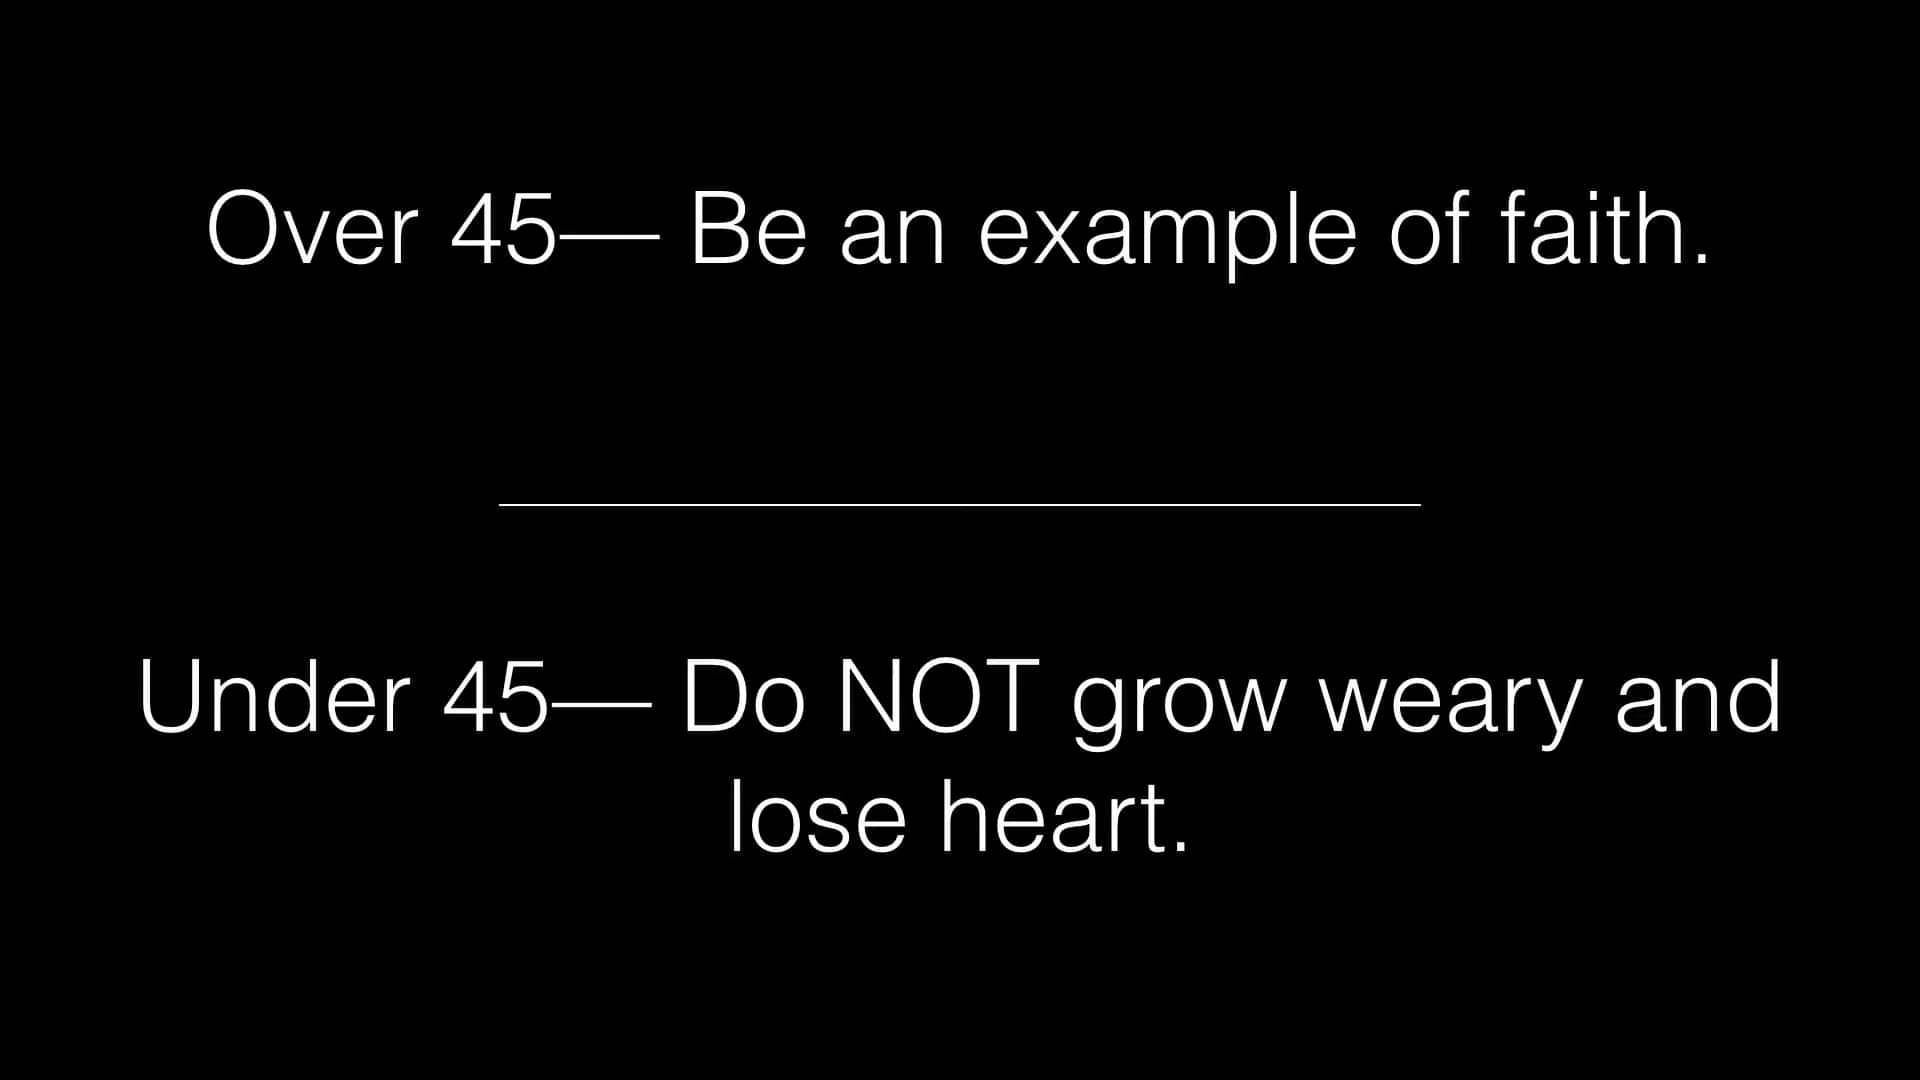 Over 45— Be an example of faith.
Under 45— Do NOT grow weary and
lose heart.